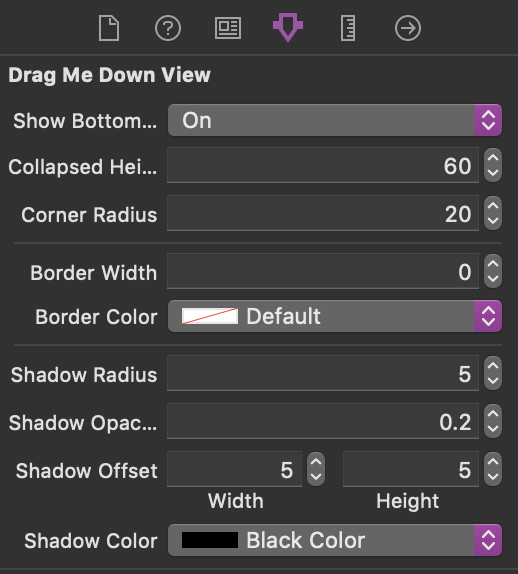 Drag Me Down View
Show Bottom... On
Collapsed Hei... 60
Corner Radius 20
Border Width 0
Border Color Default
Shadow Radius 5
Shadow Opac... 0.2
Shadow Offset 5 5
Width Height
Shadow Color Black Color